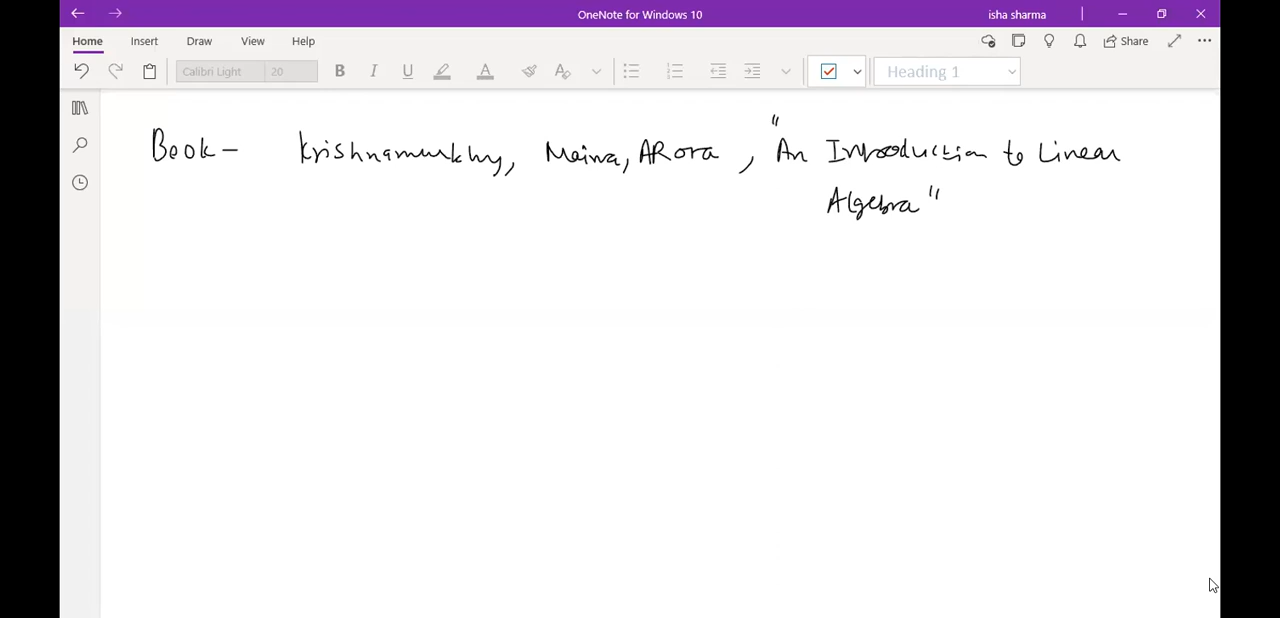 OneNote for Windows 10
isha sharma
Home Insert Draw View Help
Share
Calibri Light 20 B I U A A Heading 1
Book - Krishnamurthy, Mainra, Arora, "An Introduction to Linear
Algebra"